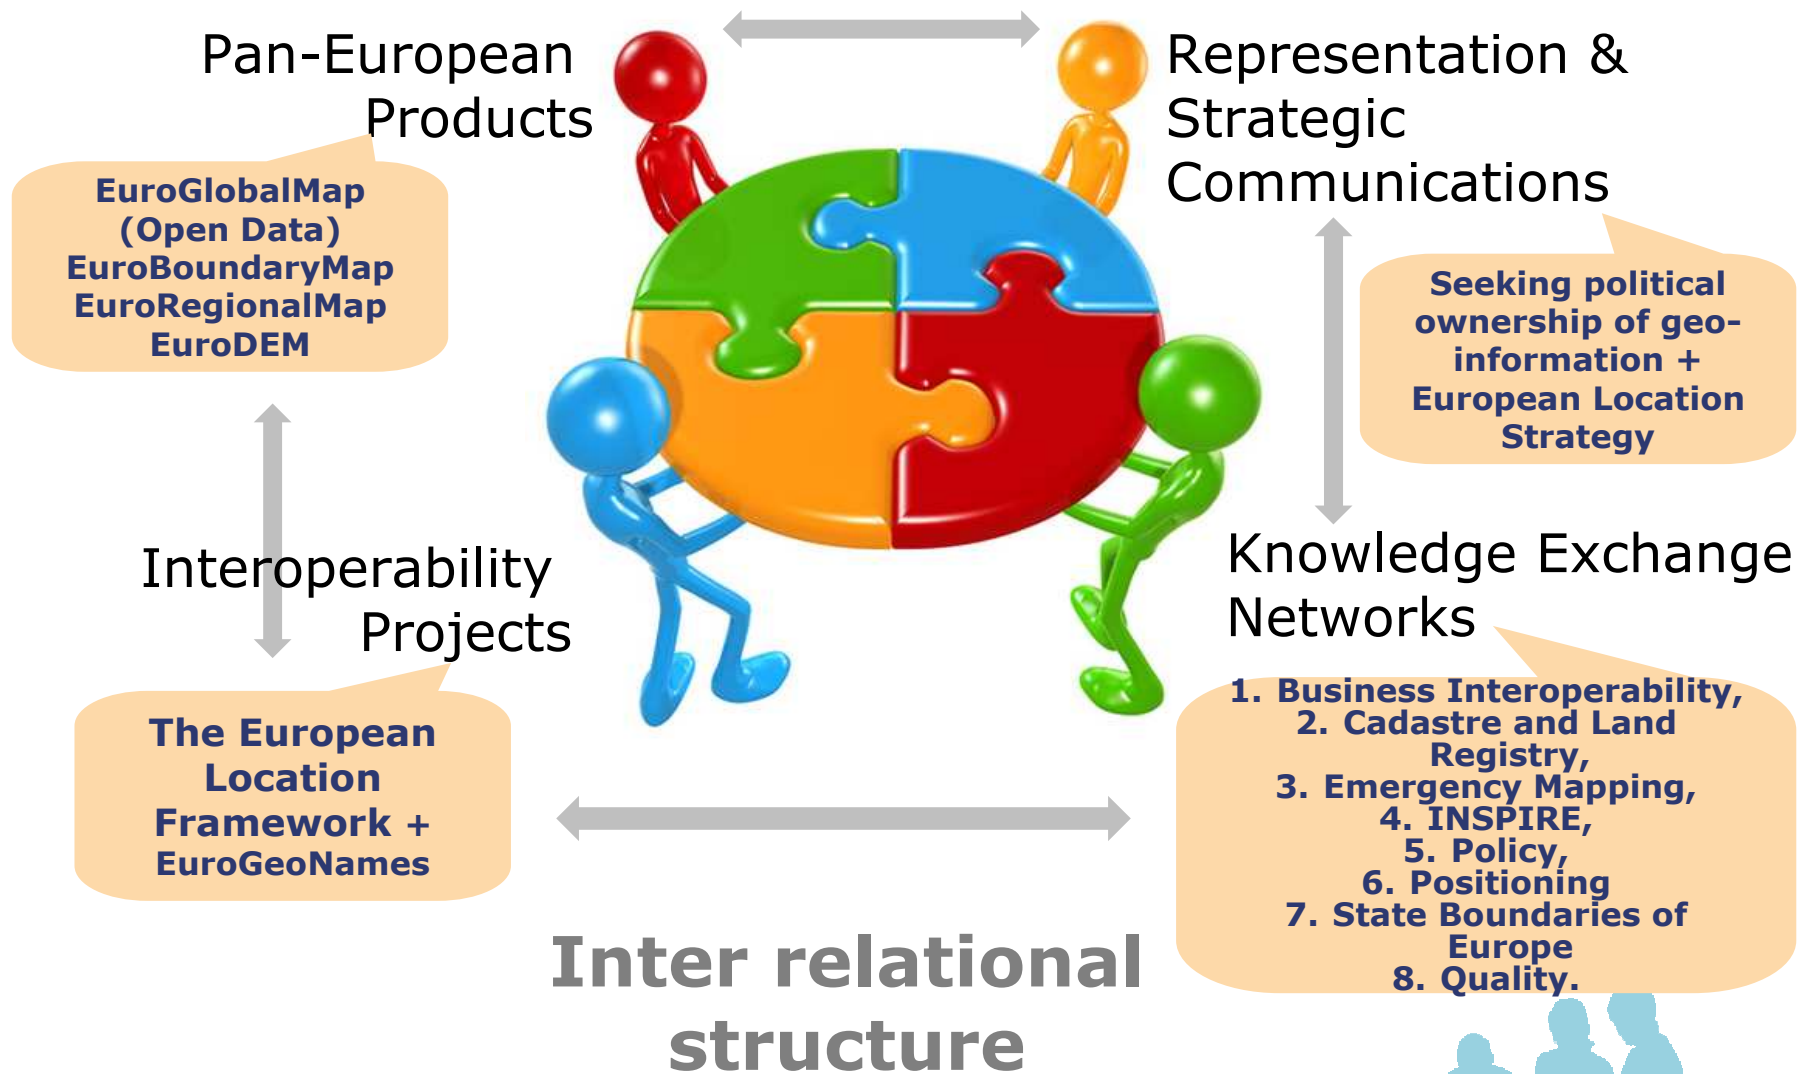 Pan-European
Products
EuroGlobalMap
(Open Data)
EuroBoundaryMap
EuroRegionalMap
EuroDEM
Representation &
Strategic
Communications
Seeking political
ownership of geo-
information +
European Location
Strategy
Interoperability
Projects
The European
Location
Framework +
EuroGeoNames
Knowledge Exchange
Networks
1. Business Interoperability,
2. Cadastre and Land
Registry,
3. Emergency Mapping,
4. INSPIRE,
5. Policy,
6. Positioning
7. State Boundaries of
Europe
8. Quality.
Inter relational
structure